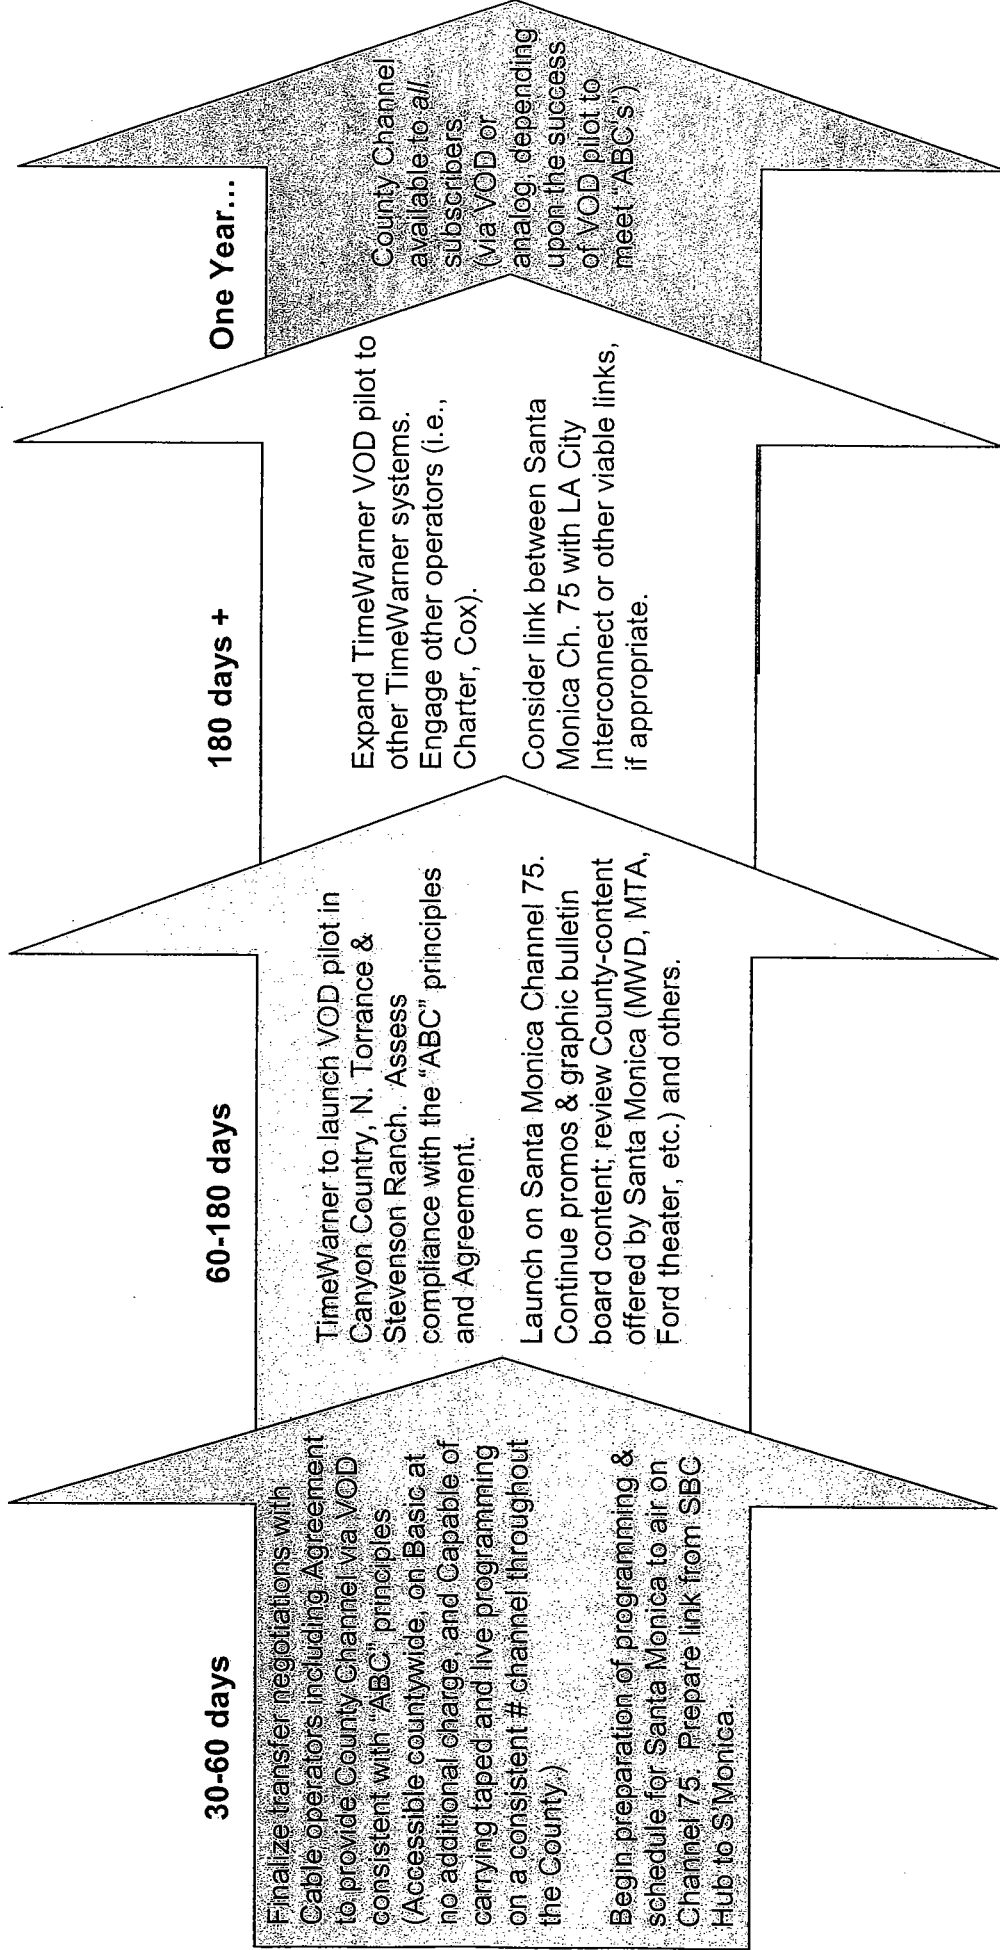 30-60 days
Finalize transfer negotiations with
Cable operators including Agreement
to provide County Channel via VOD
consistent with "ABC" principles
(Accessible countywide, on Basic at
no additional charge, and Capable of
carrying taped and live programming
on a consistent # channel throughout
the County.)
Begin preparation of programming &
schedule for Santa Monica to air on
Channel 75. Prepare link from SBC
Hub to S'Monica.
60-180 days
TimeWarner to launch VOD pilot in
Canyon Country, N. Torrance &
Stevenson Ranch. Assess
compliance with the "ABC" principles
and Agreement.
Launch on Santa Monica Channel 75.
Continue promos & graphic bulletin
board content; review County-content
offered by Santa Monica (MWD, MTA,
Ford theater, etc.) and others.
180 days +
Expand TimeWarner VOD pilot to
other TimeWarner systems.
Engage other operators (i.e.,
Charter, Cox).
Consider link between Santa
Monica Ch. 75 with LA City
Interconnect or other viable links,
if appropriate.
One Year...
County Channel
available to all
subscribers
(via VOD or
analog, depending
upon the success
of VOD pilot to
meet "ABC's")